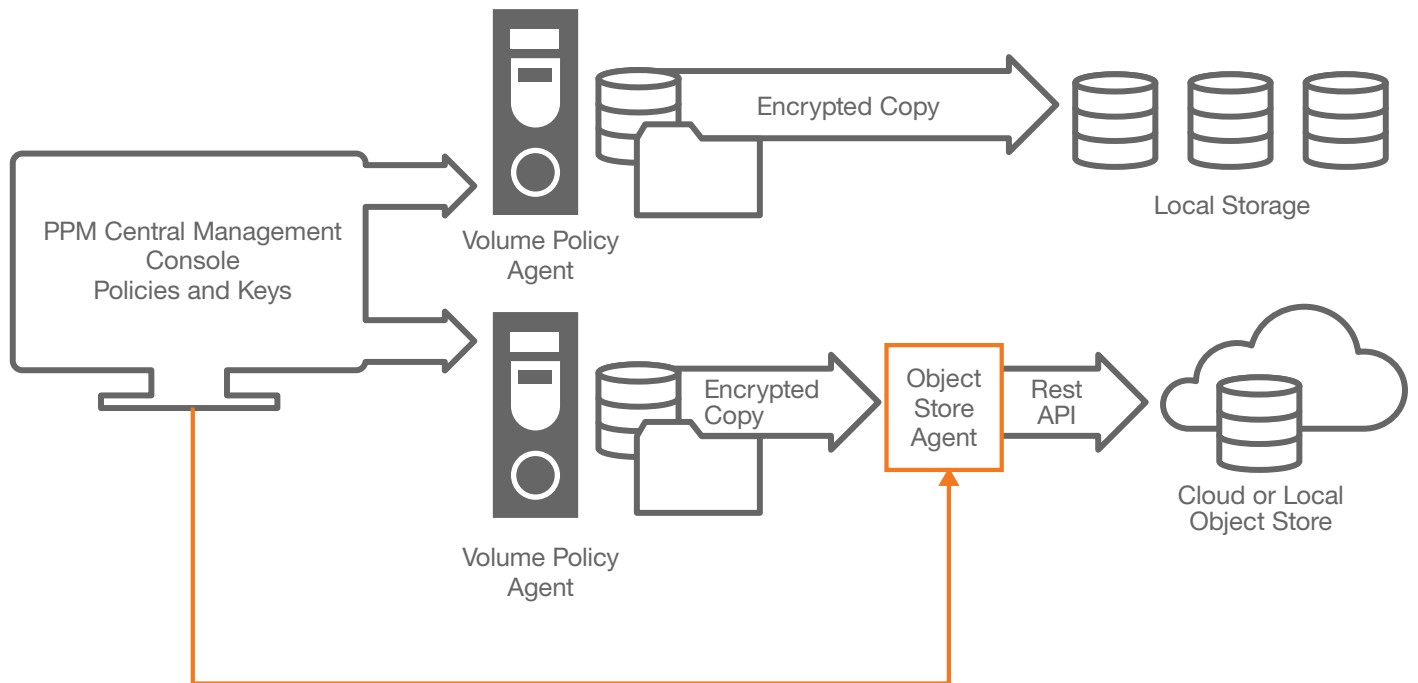 Encrypted Copy
Local Storage
PPM Central Management
Console
Policies and Keys
Volume Policy
Agent
Encrypted
Copy
Object
Store
Agent
Rest
API
Cloud or Local
Object Store
Volume Policy
Agent